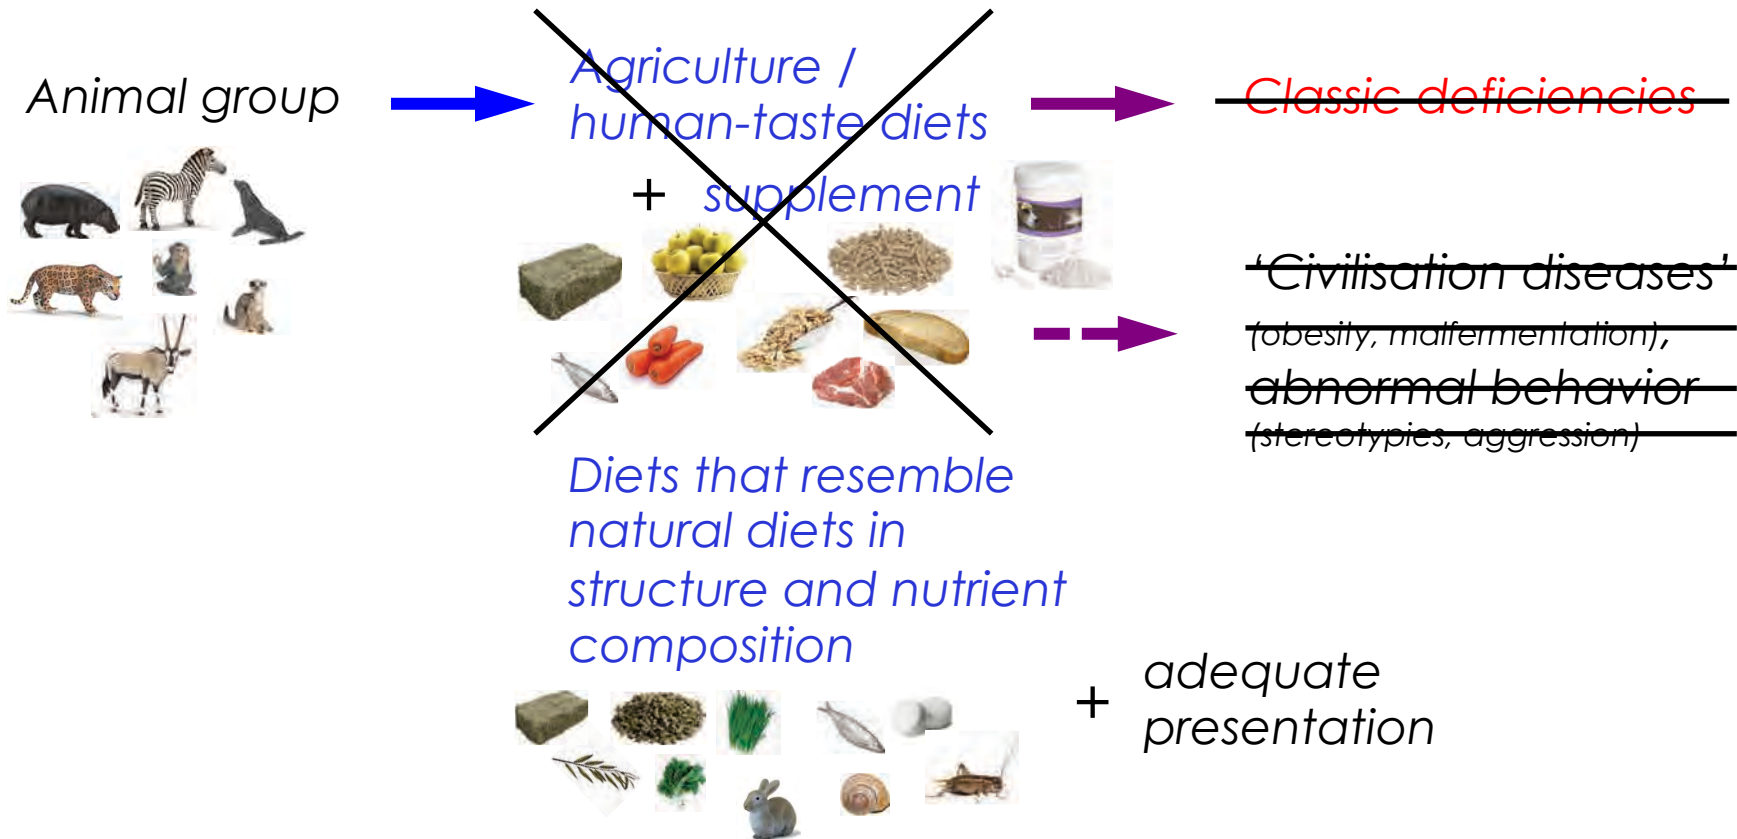 Animal group
Agriculture /
human-taste diets
+ supplement
Classic deficiencies
‘Civilisation diseases’
(obesity, malfermentation),
abnormal behavior
(stereotypies, aggression)
Diets that resemble
natural diets in
structure and nutrient
composition
+ adequate
presentation